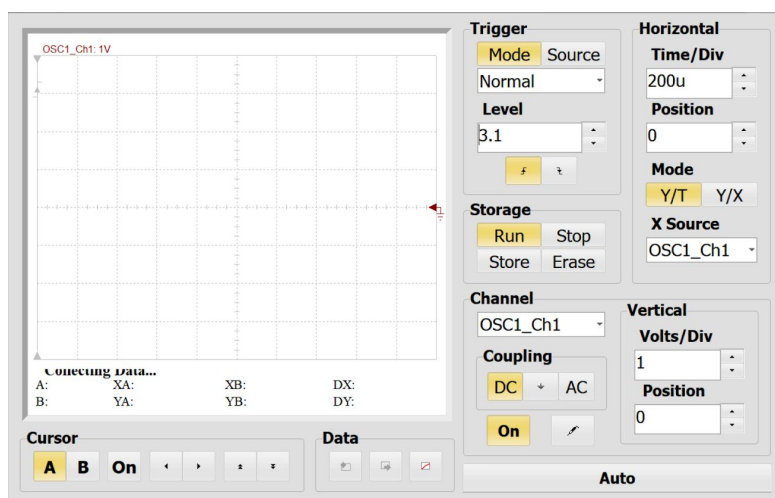 OSC1_Ch1: 1V
Collecting Data...
A: XA: XB: DX:
B: YA: YB: DY:
Cursor
A B On
Data
Trigger
Mode Source
Normal
Level
3.1
Storage
Run Stop
Store Erase
Horizontal
Time/Div
200u
Position
0
Mode
Y/T Y/X
X Source
OSC1_Ch1
Channel
OSC1_Ch1
Coupling
DC AC
On
Vertical
Volts/Div
1
Position
0
Auto